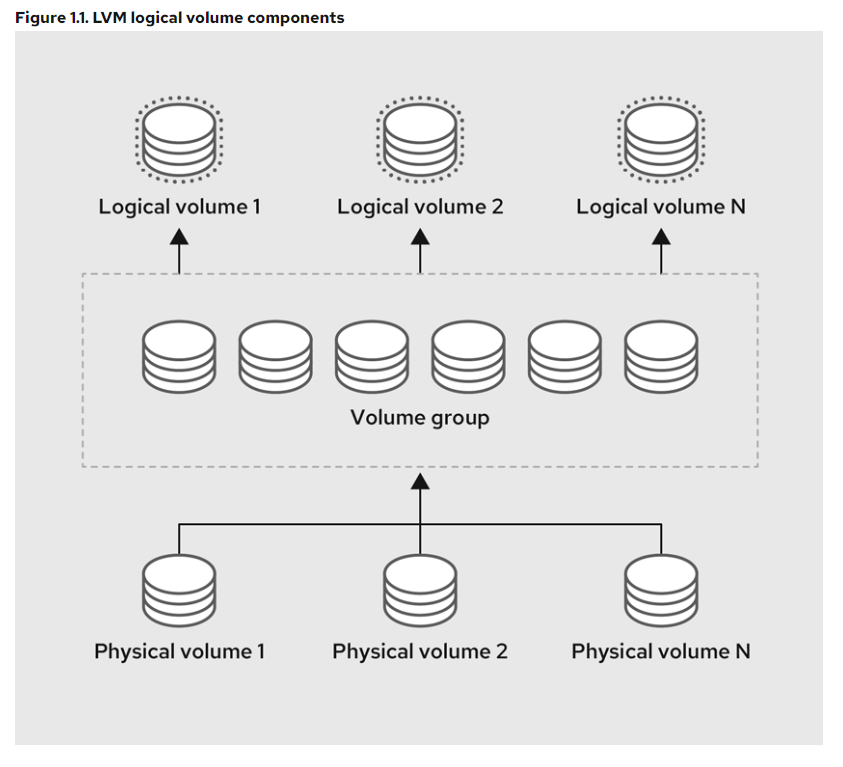 Figure 1.1. LVM logical volume components
Logical volume 1
Logical volume 2
Logical volume N
Volume group
Physical volume 1
Physical volume 2
Physical volume N